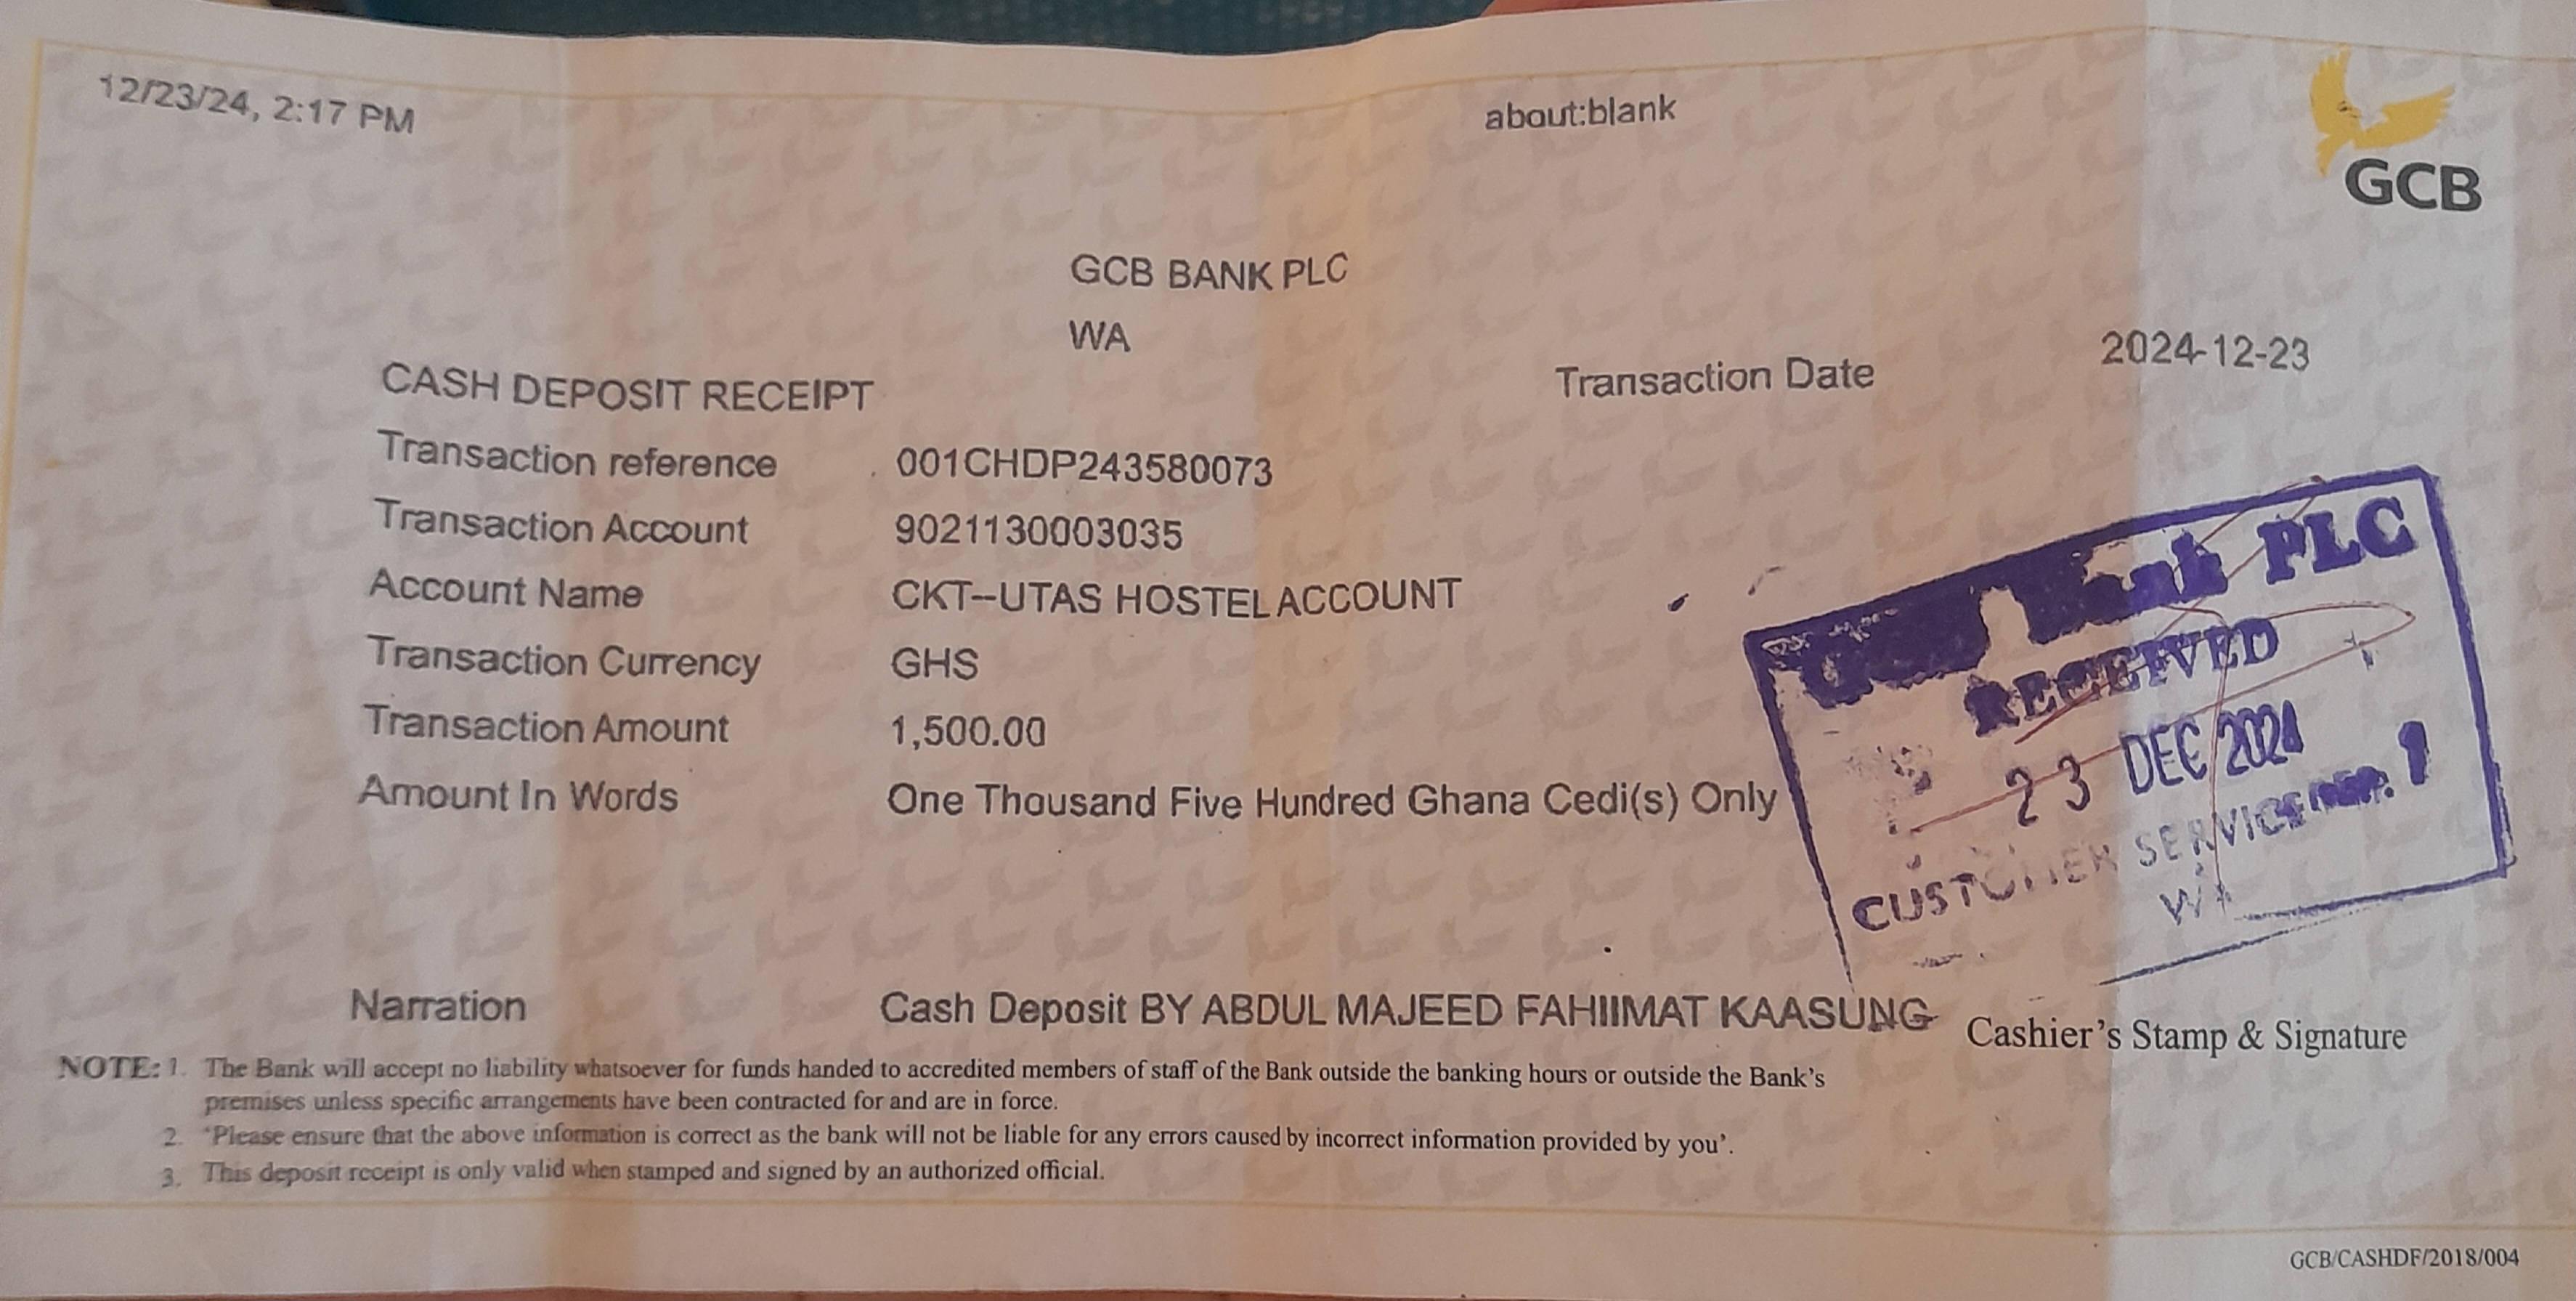 12/23/24, 2:17 PM
about:blank
GCB
GCB BANK PLC
WA
CASH DEPOSIT RECEIPT
Transaction Date 2024-12-23
Transaction reference 001CHDP243580073
Transaction Account 9021130003035
Account Name CKT–UTAS HOSTEL ACCOUNT
Transaction Currency GHS
Transaction Amount 1,500.00
Amount In Words One Thousand Five Hundred Ghana Cedi(s) Only
Bank PLC
RECEIVED
23 DEC 2024
CUSTOMER SERVICE REP. 1
WA
Narration Cash Deposit BY ABDUL MAJEED FAHIIMAT KAASUNG
Cashier's Stamp & Signature
NOTE: 1. The Bank will accept no liability whatsoever for funds handed to accredited members of staff of the Bank outside the banking hours or outside the Bank's
premises unless specific arrangements have been contracted for and are in force.
2. 'Please ensure that the above information is correct as the bank will not be liable for any errors caused by incorrect information provided by you'.
3. This deposit receipt is only valid when stamped and signed by an authorized official.
GCB/CASHDF/2018/004